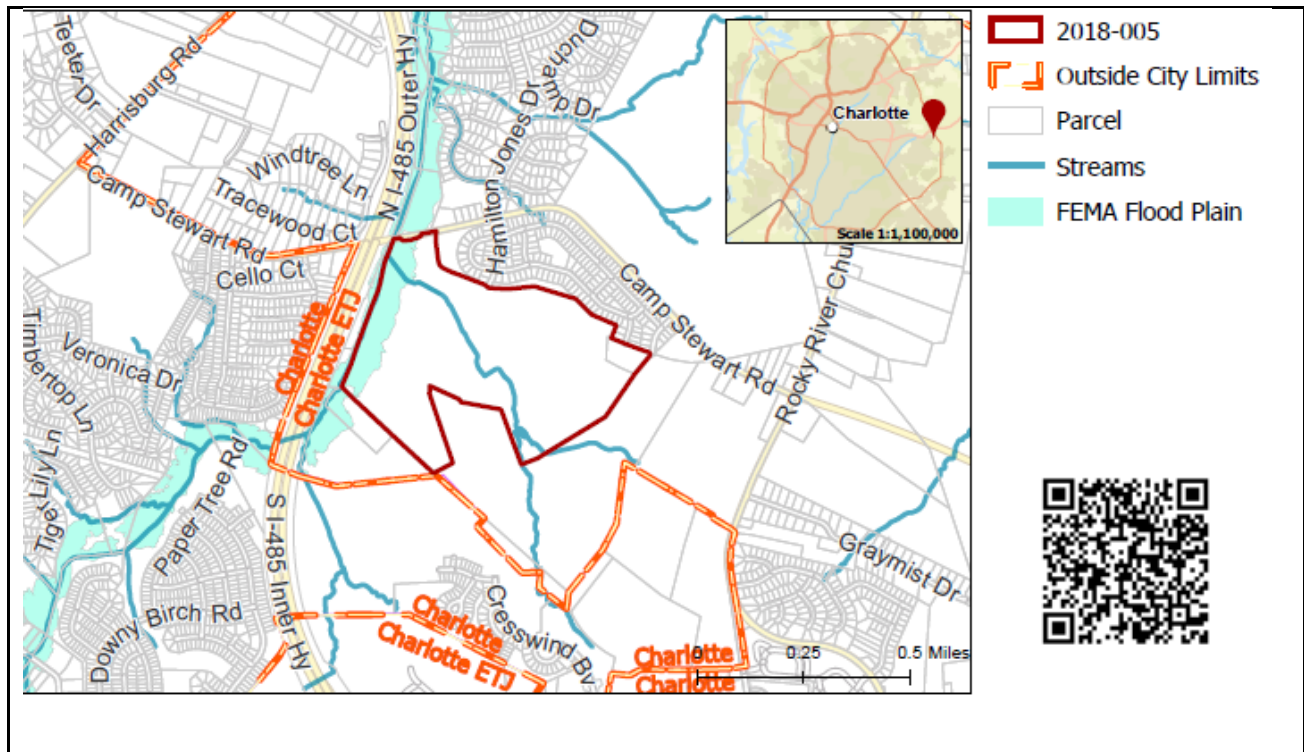 Teeter Dr
Harrisburg Rd
Camp Stewart Rd
Windtree Ln
Tracewood Ct
Cello Ct
N I-485 Outer Hy
Duchamp Dr
Hamilton Jones Dr
Camp Stewart Rd
Rocky River Chu
Charlotte
Scale 1:1,100,000
Charlotte
Charlotte ETJ
Veronica Dr
Timbertop Ln
Tiger Lily Ln
Paper Tree Rd
Downy Birch Rd
S I-485 Inner Hy
Graymist Dr
Cresswind Bv
Charlotte
Charlotte ETJ
Charlotte
Charlotte
0 0.25 0.5 Miles
2018-005
Outside City Limits
Parcel
Streams
FEMA Flood Plain